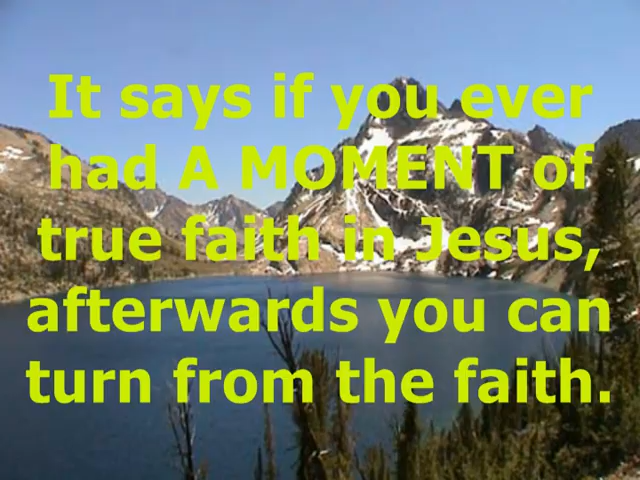 It says if you ever
had A MOMENT of
true faith in Jesus,
afterwards you can
turn from the faith.